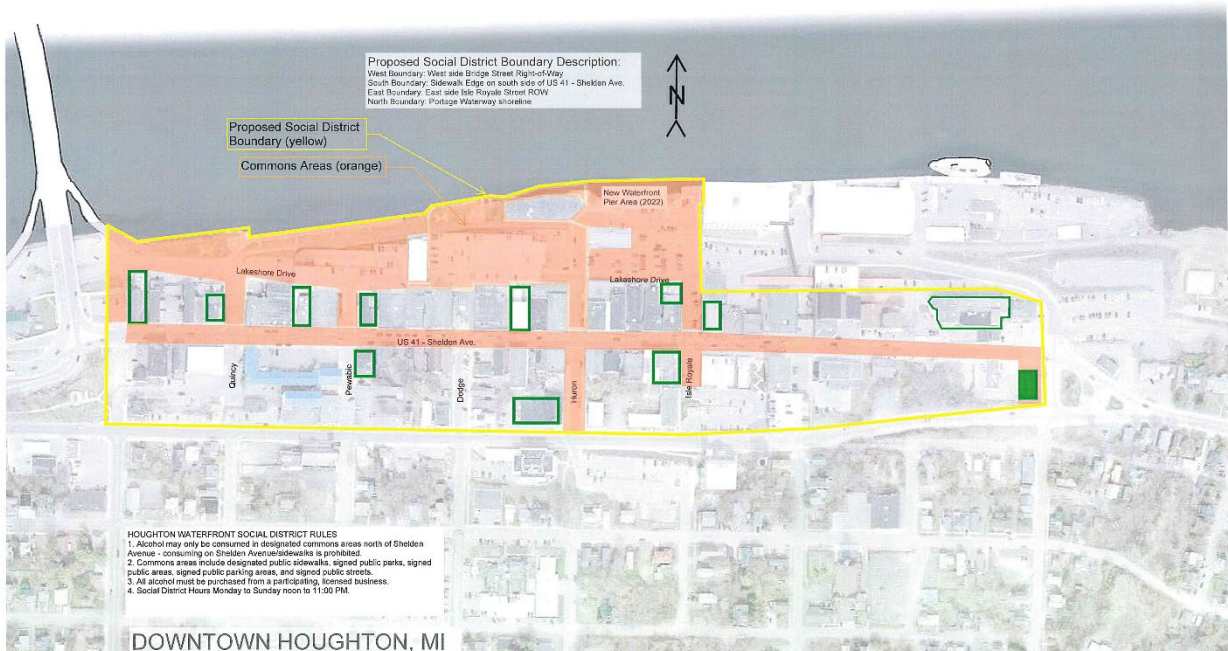 Proposed Social District Boundary Description:
West Boundary: West side Bridge Street Right-of-Way
South Boundary: Sidewalk Edge on south side of US 41 - Shelden Ave.
East Boundary: East side Isle Royale Street ROW
North Boundary: Portage Waterway shoreline
N
Proposed Social District
Boundary (yellow)
Commons Areas (orange)
New Waterfront
Pier Area (2022)
Lakeshore Drive
Lakeshore Drive
US 41 - Shelden Ave.
Quincy
Pewabic
Dodge
Huron
Isle Royale
HOUGHTON WATERFRONT SOCIAL DISTRICT RULES
1. Alcohol may only be consumed in designated commons areas north of Shelden
Avenue - consuming on Shelden Avenue/sidewalks is prohibited.
2. Commons areas include designated public sidewalks, signed public parks, signed
public areas, signed public parking areas, and signed public streets.
3. All alcohol must be purchased from a participating, licensed business.
4. Social District Hours Monday to Sunday noon to 11:00 PM.
DOWNTOWN HOUGHTON, MI